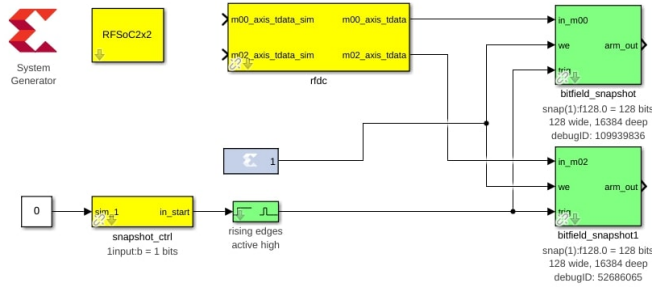 System
Generator
RFSoC2x2
m00_axis_tdata_sim
m00_axis_tdata
m02_axis_tdata_sim
m02_axis_tdata
rfdc
in_m00
we
arm_out
trig
bitfield_snapshot
snap(1):f128.0 = 128 bits
128 wide, 16384 deep
debugID: 109939836
1
in_m02
we
arm_out
trig
bitfield_snapshot1
snap(1):f128.0 = 128 bits
128 wide, 16384 deep
debugID: 52686065
0
sim_1
in_start
snapshot_ctrl
1input:b = 1 bits
rising edges
active high